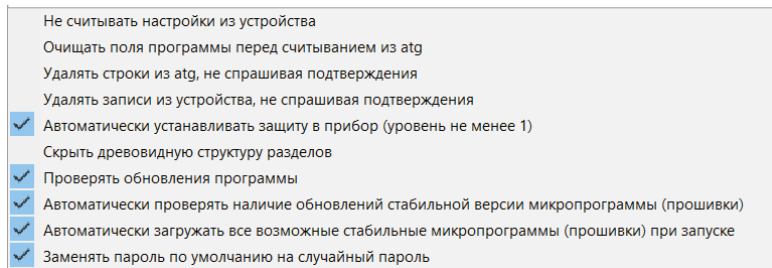 Не считывать настройки из устройства
Очищать поля программы перед считыванием из atg
Удалять строки из atg, не спрашивая подтверждения
Удалять записи из устройства, не спрашивая подтверждения
Автоматически устанавливать защиту в прибор (уровень не менее 1)
Скрыть древовидную структуру разделов
Проверять обновления программы
Автоматически проверять наличие обновлений стабильной версии микропрограммы (прошивки)
Автоматически загружать все возможные стабильные микропрограммы (прошивки) при запуске
Заменять пароль по умолчанию на случайный пароль